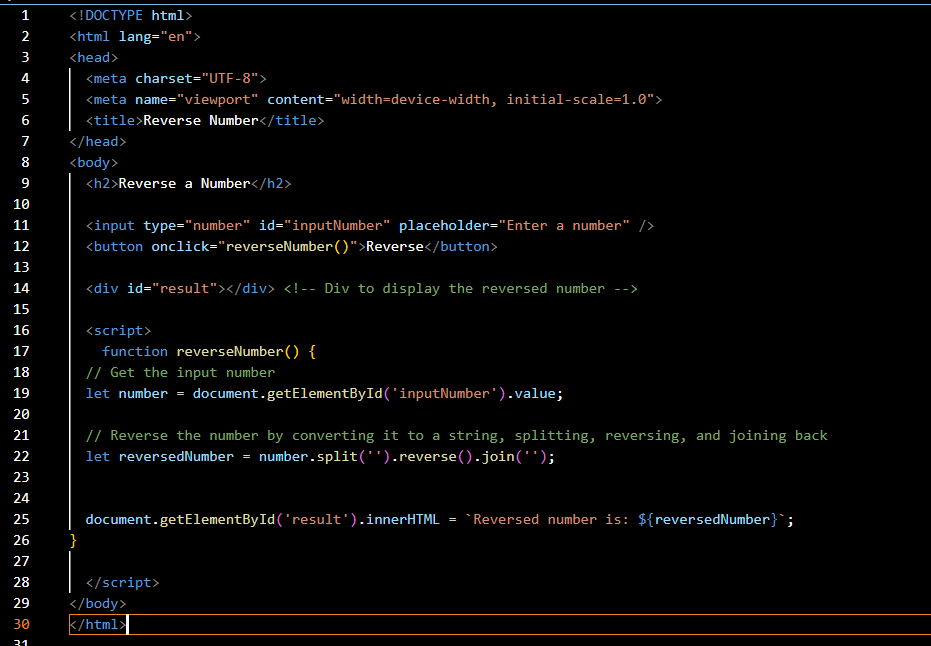 1 <!DOCTYPE html>
2 <html lang="en">
3 <head>
4   <meta charset="UTF-8">
5   <meta name="viewport" content="width=device-width, initial-scale=1.0">
6   <title>Reverse Number</title>
7 </head>
8 <body>
9   <h2>Reverse a Number</h2>
10
11   <input type="number" id="inputNumber" placeholder="Enter a number" />
12   <button onclick="reverseNumber()">Reverse</button>
13
14   <div id="result"></div> <!-- Div to display the reversed number -->
15
16   <script>
17     function reverseNumber() {
18   // Get the input number
19   let number = document.getElementById('inputNumber').value;
20
21   // Reverse the number by converting it to a string, splitting, reversing, and joining back
22   let reversedNumber = number.split('').reverse().join('');
23
24
25   document.getElementById('result').innerHTML = `Reversed number is: ${reversedNumber}`;
26 }
27
28   </script>
29 </body>
30 </html>
31